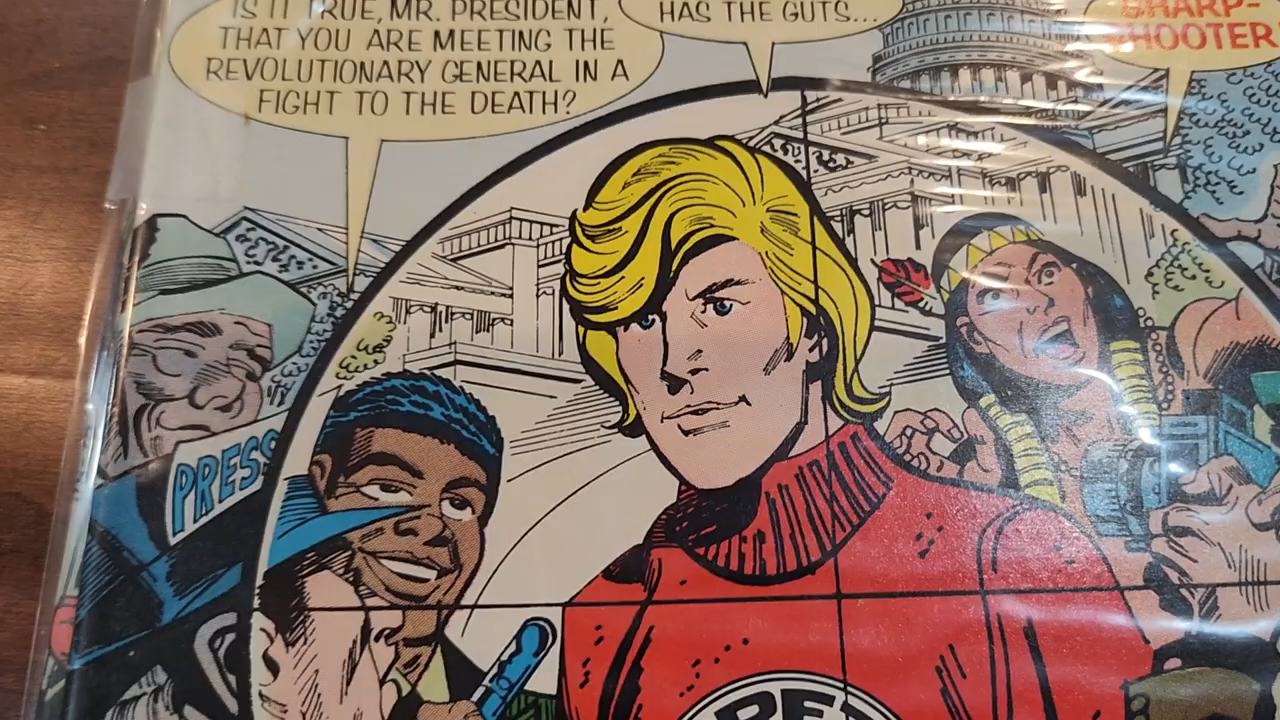 IS IT TRUE, MR. PRESIDENT,
THAT YOU ARE MEETING THE
REVOLUTIONARY GENERAL IN A
FIGHT TO THE DEATH?
HAS THE GUTS...
SHARP-
SHOOTER
PRESS